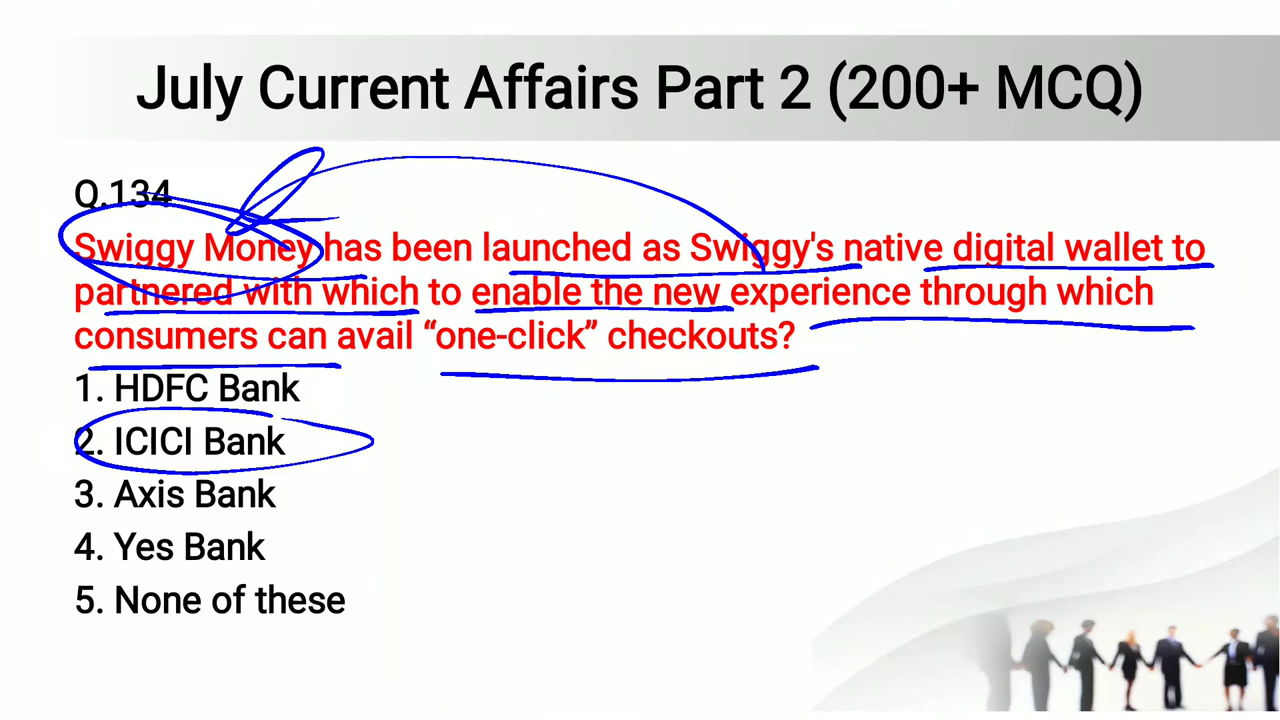 July Current Affairs Part 2 (200+ MCQ)
Q.134
Swiggy Money has been launched as Swiggy's native digital wallet to
partnered with which to enable the new experience through which
consumers can avail “one-click” checkouts?
1. HDFC Bank
2. ICICI Bank
3. Axis Bank
4. Yes Bank
5. None of these